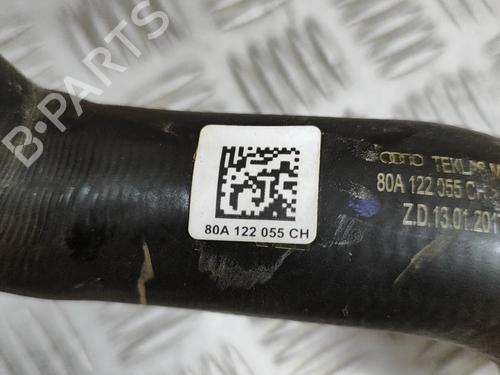 B-PARTS
80A 122 055 CH
TEKLAS
80A 122 055 CH
Z.D.13.01.201